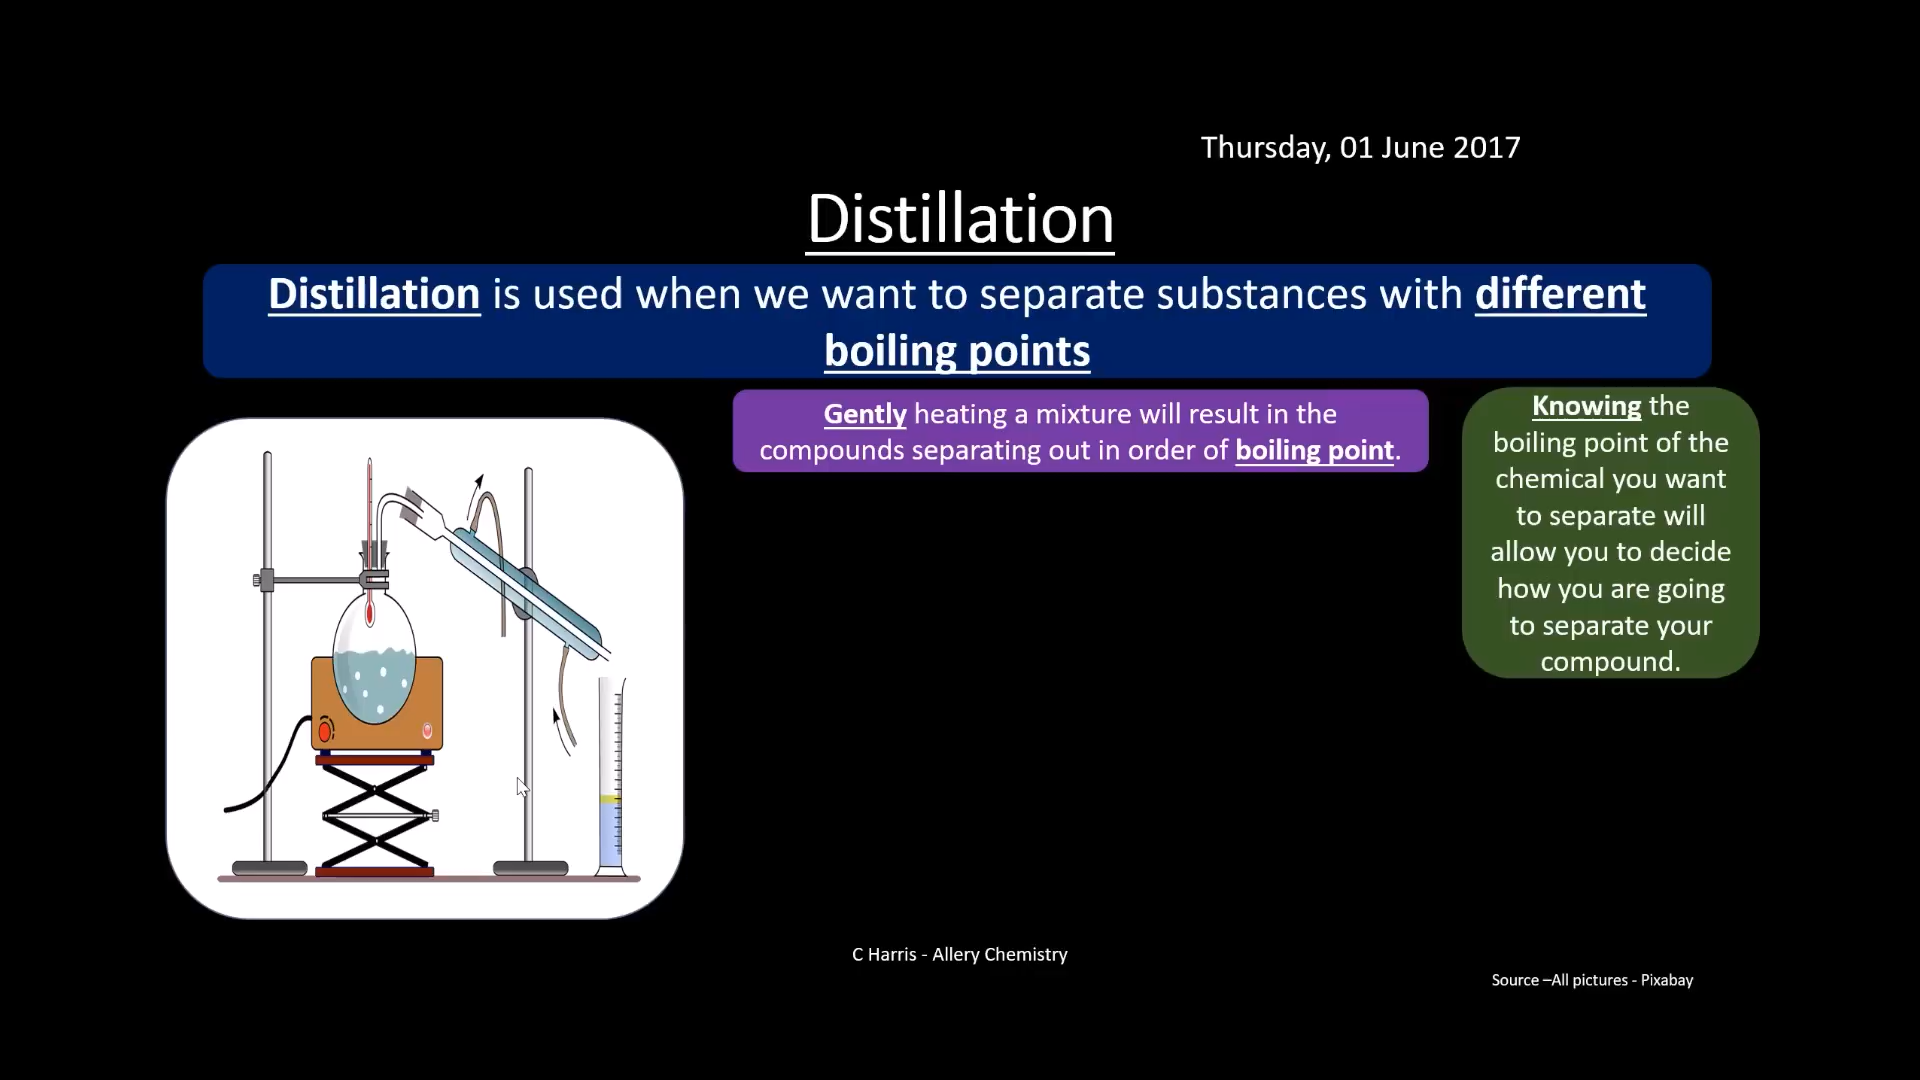 Thursday, 01 June 2017
Distillation
Distillation is used when we want to separate substances with different
boiling points
Gently heating a mixture will result in the
compounds separating out in order of boiling point.
Knowing the
boiling point of the
chemical you want
to separate will
allow you to decide
how you are going
to separate your
compound.
C Harris - Allery Chemistry
Source –All pictures - Pixabay